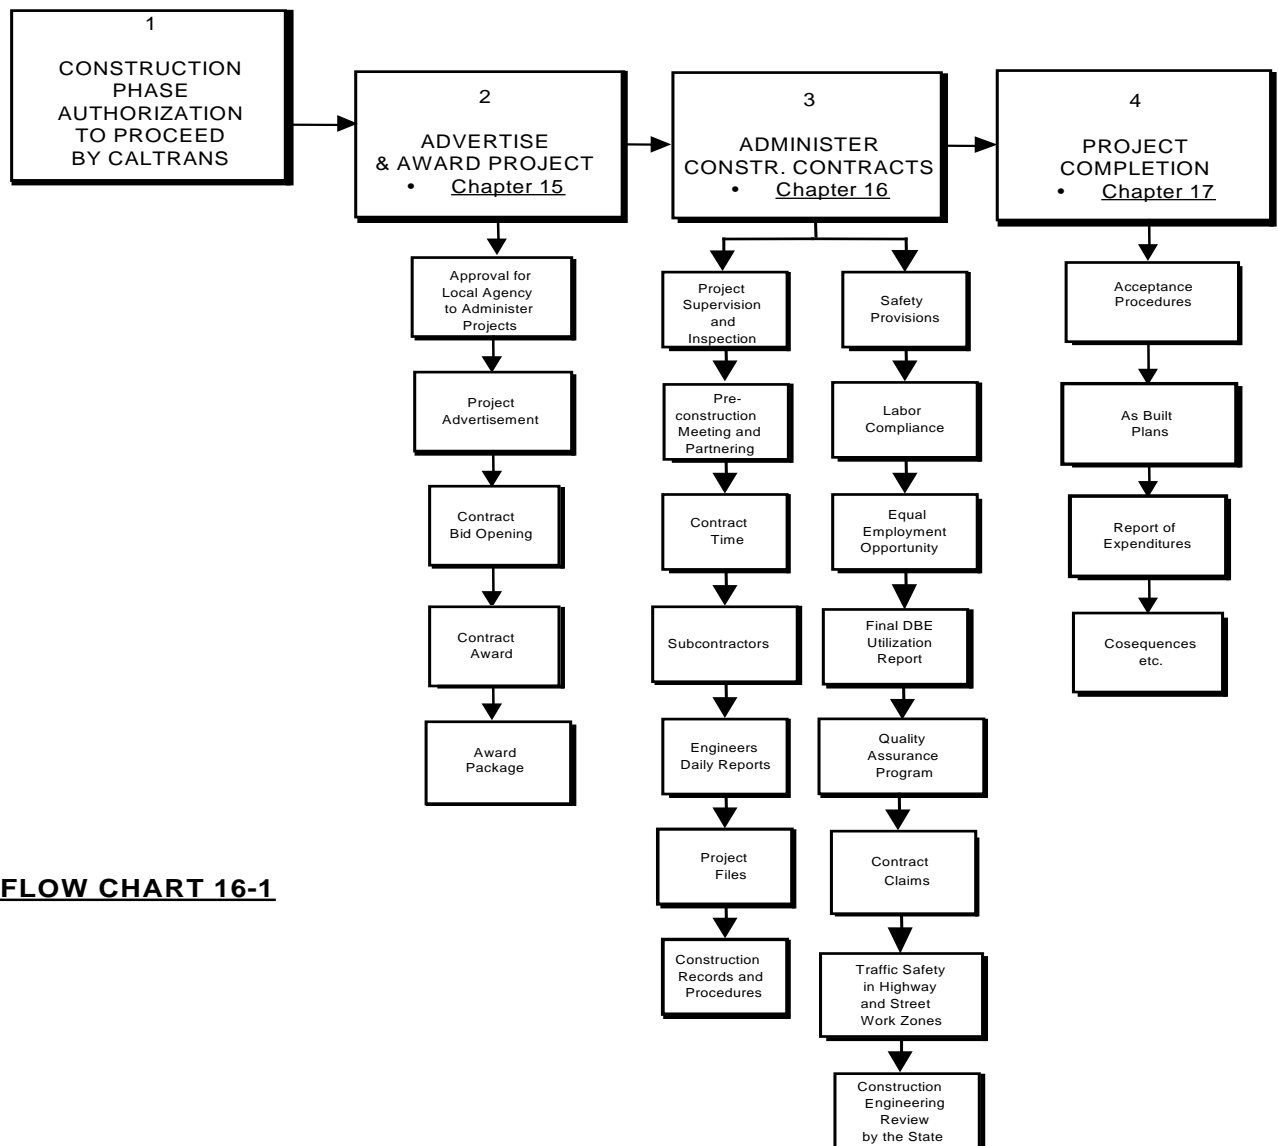 1
CONSTRUCTION
PHASE
AUTHORIZATION
TO PROCEED
BY CALTRANS
2
ADVERTISE
& AWARD PROJECT
• Chapter 15
3
ADMINISTER
CONSTR. CONTRACTS
• Chapter 16
4
PROJECT
COMPLETION
• Chapter 17
Approval for
Local Agency
to Administer
Projects
Project
Advertisement
Contract
Bid Opening
Contract
Award
Award
Package
Project
Supervision
and
Inspection
Pre-
construction
Meeting and
Partnering
Contract
Time
Subcontractors
Engineers
Daily Reports
Project
Files
Construction
Records and
Procedures
Safety
Provisions
Labor
Compliance
Equal
Employment
Opportunity
Final DBE
Utilization
Report
Quality
Assurance
Program
Contract
Claims
Traffic Safety
in Highway
and Street
Work Zones
Construction
Engineering
Review
by the State
Acceptance
Procedures
As Built
Plans
Report of
Expenditures
Cosequences
etc.
FLOW CHART 16-1